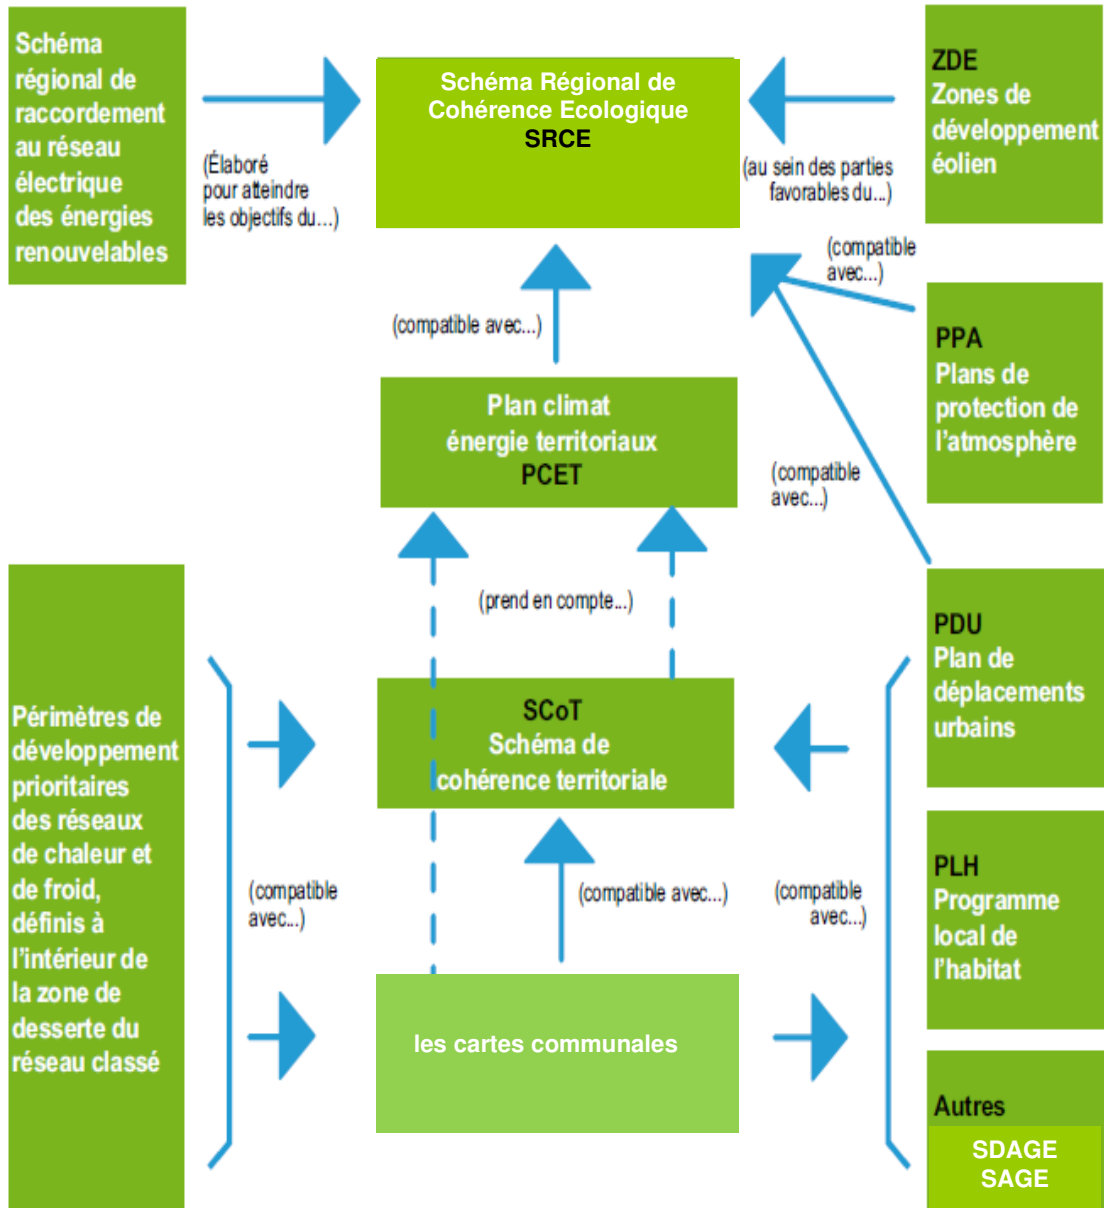 Schéma
régional de
raccordement
au réseau
électrique
des énergies
renouvelables
(Élaboré
pour atteindre
les objectifs du...)
Schéma Régional de
Cohérence Ecologique
SRCE
(au sein des parties
favorables du...)
ZDE
Zones de
développement
éolien
(compatible
avec...)
PPA
Plans de
protection de
l'atmosphère
(compatible avec...)
Plan climat
énergie territoriaux
PCET
(compatible
avec...)
(prend en compte...)
PDU
Plan de
déplacements
urbains
SCoT
Schéma de
cohérence territoriale
Périmètres de
développement
prioritaires
des réseaux
de chaleur et
de froid,
définis à
l'intérieur de
la zone de
desserte du
réseau classé
(compatible
avec...)
(compatible avec...)
(compatible
avec...)
PLH
Programme
local de
l'habitat
les cartes communales
Autres
SDAGE
SAGE